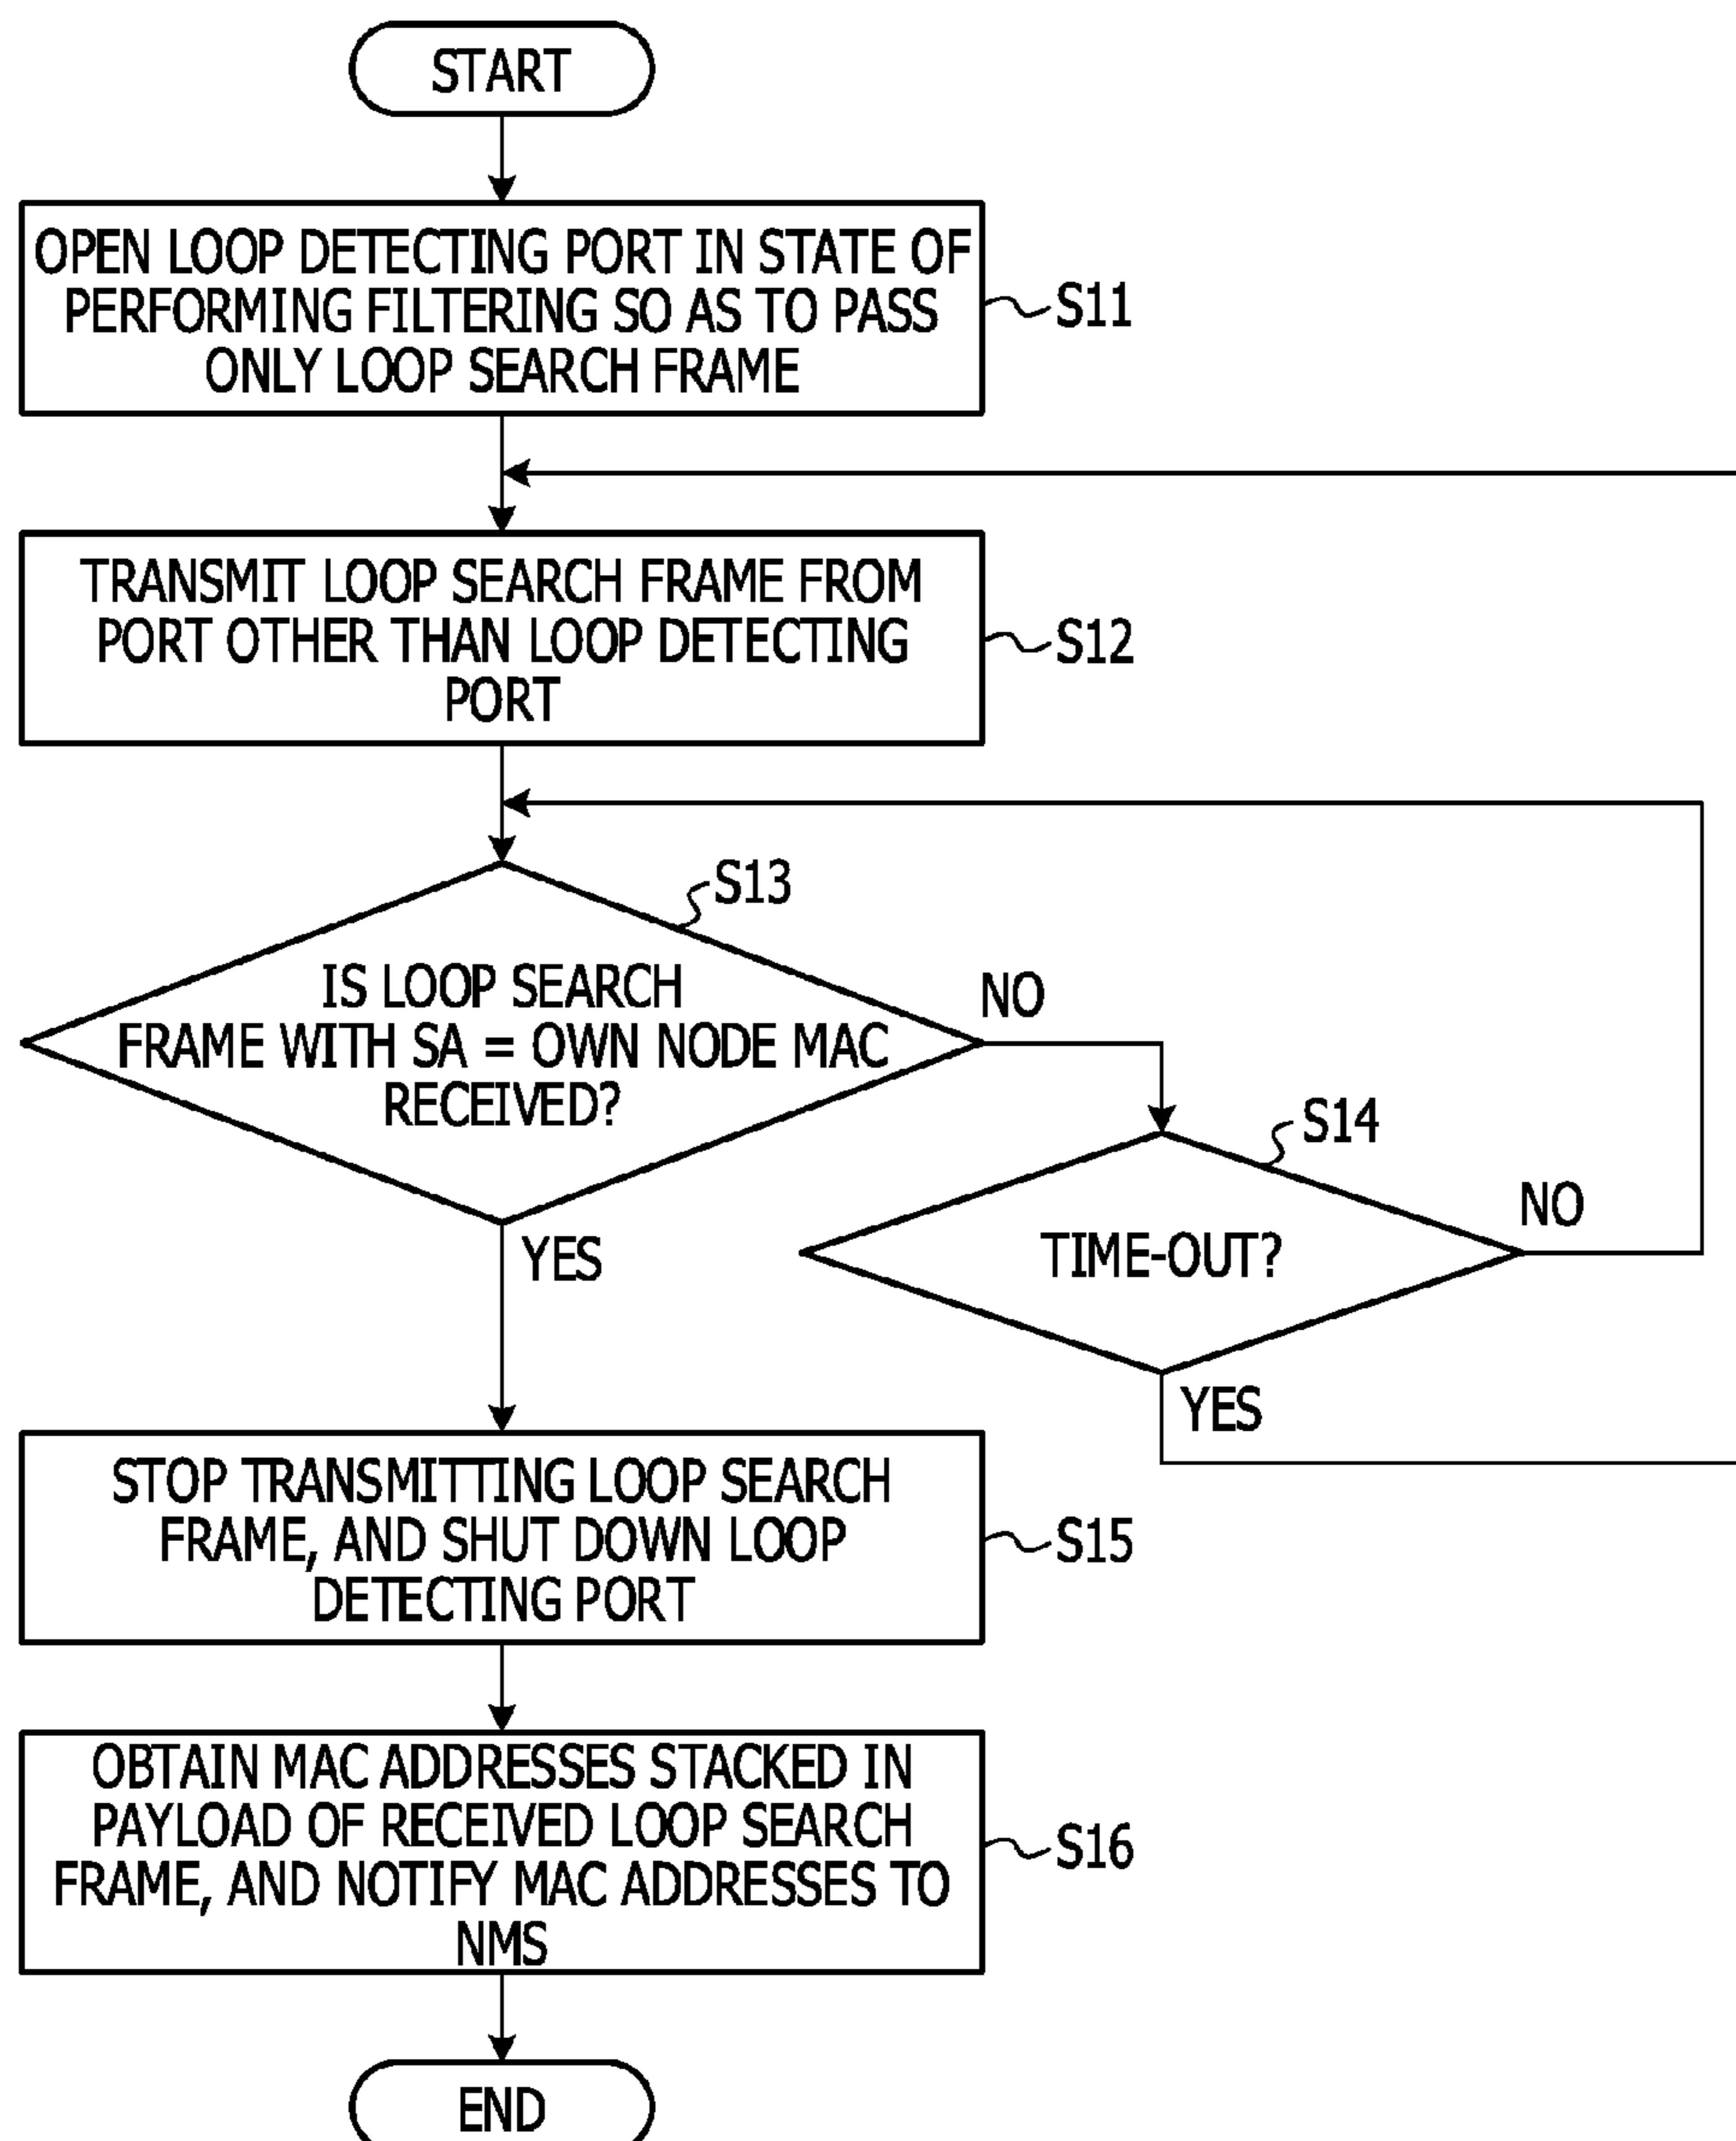 START
OPEN LOOP DETECTING PORT IN STATE OF
PERFORMING FILTERING SO AS TO PASS
ONLY LOOP SEARCH FRAME
S11
TRANSMIT LOOP SEARCH FRAME FROM
PORT OTHER THAN LOOP DETECTING
PORT
S12
S13
IS LOOP SEARCH
FRAME WITH SA = OWN NODE MAC
RECEIVED?
NO
YES
S14
TIME-OUT?
NO
YES
STOP TRANSMITTING LOOP SEARCH
FRAME, AND SHUT DOWN LOOP
DETECTING PORT
S15
OBTAIN MAC ADDRESSES STACKED IN
PAYLOAD OF RECEIVED LOOP SEARCH
FRAME, AND NOTIFY MAC ADDRESSES TO
NMS
S16
END